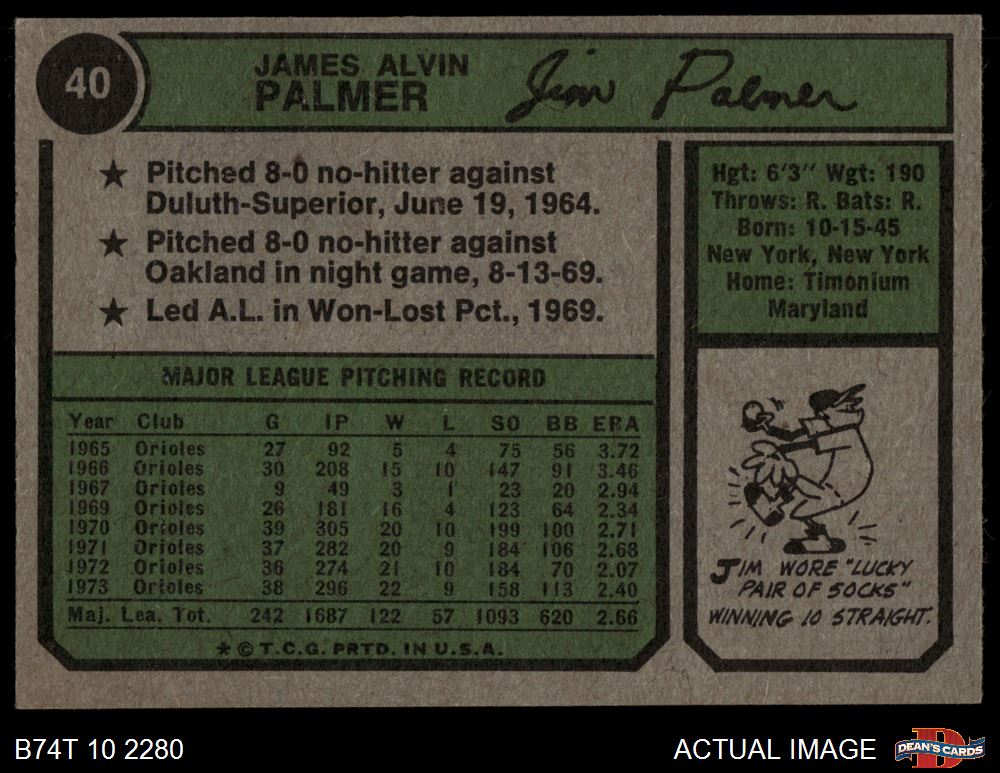 40
JAMES ALVIN
PALMER
Jim Palmer
★ Pitched 8-0 no-hitter against
Duluth-Superior, June 19, 1964.
★ Pitched 8-0 no-hitter against
Oakland in night game, 8-13-69.
★ Led A.L. in Won-Lost Pct., 1969.
Hgt: 6'3" Wgt: 190
Throws: R. Bats: R.
Born: 10-15-45
New York, New York
Home: Timonium
Maryland
MAJOR LEAGUE PITCHING RECORD
Year Club G IP W L SO BB ERA
1965 Orioles 27 92 5 4 75 56 3.72
1966 Orioles 30 208 15 10 147 91 3.46
1967 Orioles 9 49 3 1 23 20 2.94
1969 Orioles 26 181 16 4 123 64 2.34
1970 Orioles 39 305 20 10 199 100 2.71
1971 Orioles 37 282 20 9 184 106 2.68
1972 Orioles 36 274 21 10 184 70 2.07
1973 Orioles 38 296 22 9 158 113 2.40
Maj. Lea. Tot. 242 1687 122 57 1093 620 2.66
★ © T.C.G. PRTD. IN U.S.A.
JIM WORE "LUCKY
PAIR OF SOCKS"
WINNING 10 STRAIGHT.
B74T 10 2280
ACTUAL IMAGE
D
DEAN'S CARDS